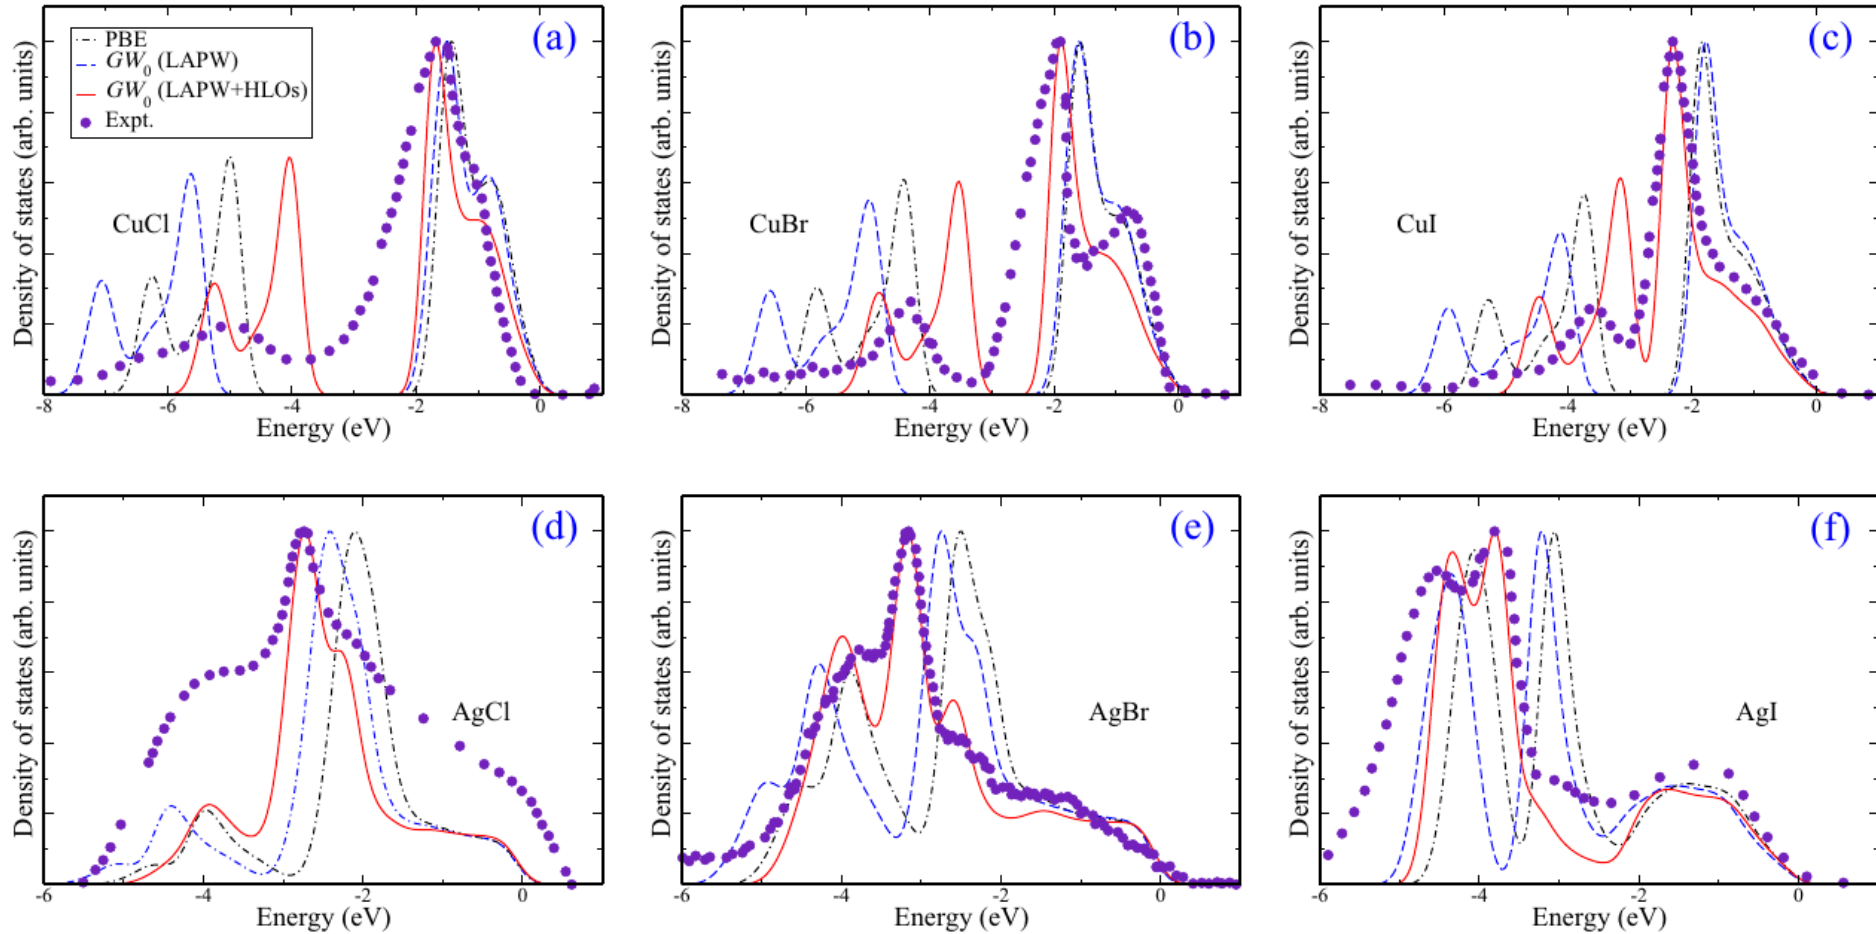 (a)
PBE
GW0 (LAPW)
GW0 (LAPW+HLOs)
Expt.
CuCl
Density of states (arb. units)
-8 -6 -4 -2 0
Energy (eV)
(b)
CuBr
Density of states (arb. units)
-8 -6 -4 -2 0
Energy (eV)
(c)
CuI
Density of states (arb. units)
-8 -6 -4 -2 0
Energy (eV)
(d)
AgCl
Density of states (arb. units)
-6 -4 -2 0
Energy (eV)
(e)
AgBr
Density of states (arb. units)
-6 -4 -2 0
Energy (eV)
(f)
AgI
Density of states (arb. units)
-6 -4 -2 0
Energy (eV)